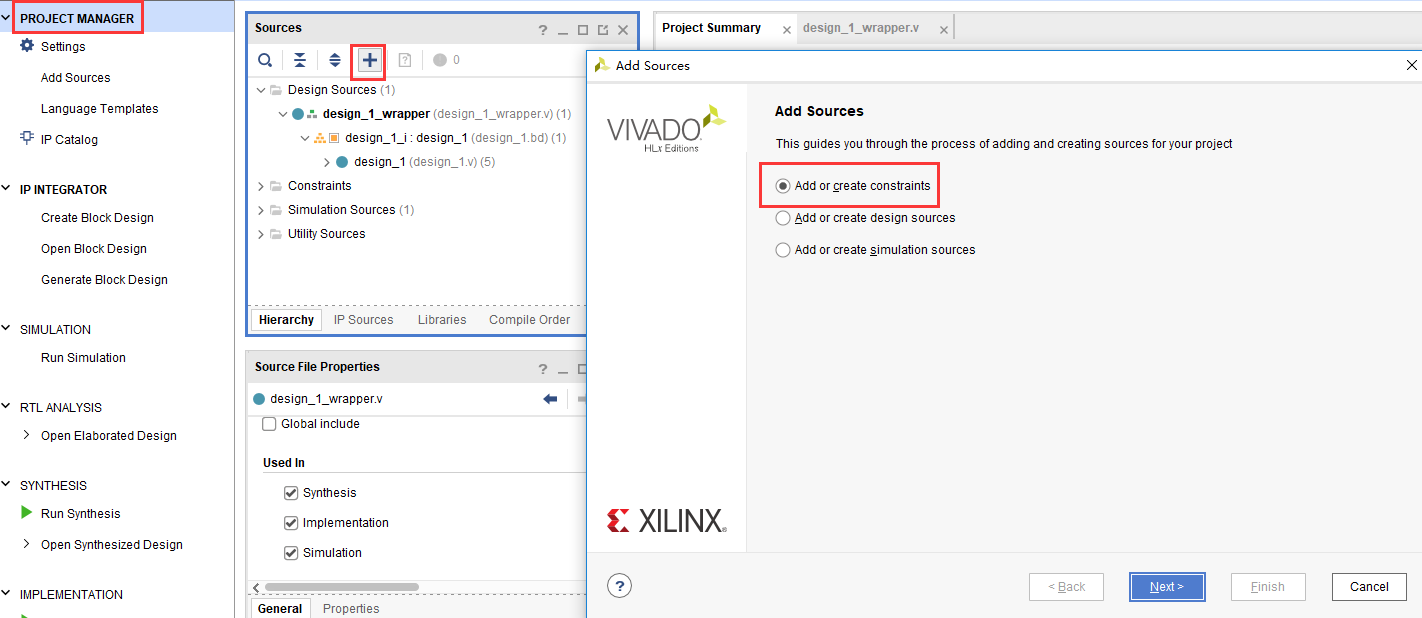 PROJECT MANAGER
Settings
Add Sources
Language Templates
IP Catalog
IP INTEGRATOR
Create Block Design
Open Block Design
Generate Block Design
SIMULATION
Run Simulation
RTL ANALYSIS
Open Elaborated Design
SYNTHESIS
Run Synthesis
Open Synthesized Design
IMPLEMENTATION
Sources
0
Design Sources (1)
design_1_wrapper (design_1_wrapper.v) (1)
design_1_i : design_1 (design_1.bd) (1)
design_1 (design_1.v) (5)
Constraints
Simulation Sources (1)
Utility Sources
Hierarchy IP Sources Libraries Compile Order
Source File Properties
design_1_wrapper.v
Global include
Used In
Synthesis
Implementation
Simulation
General Properties
Project Summary design_1_wrapper.v
Add Sources
VIVADO
HLx Editions
XILINX
Add Sources
This guides you through the process of adding and creating sources for your project
Add or create constraints
Add or create design sources
Add or create simulation sources
?
< Back Next > Finish Cancel